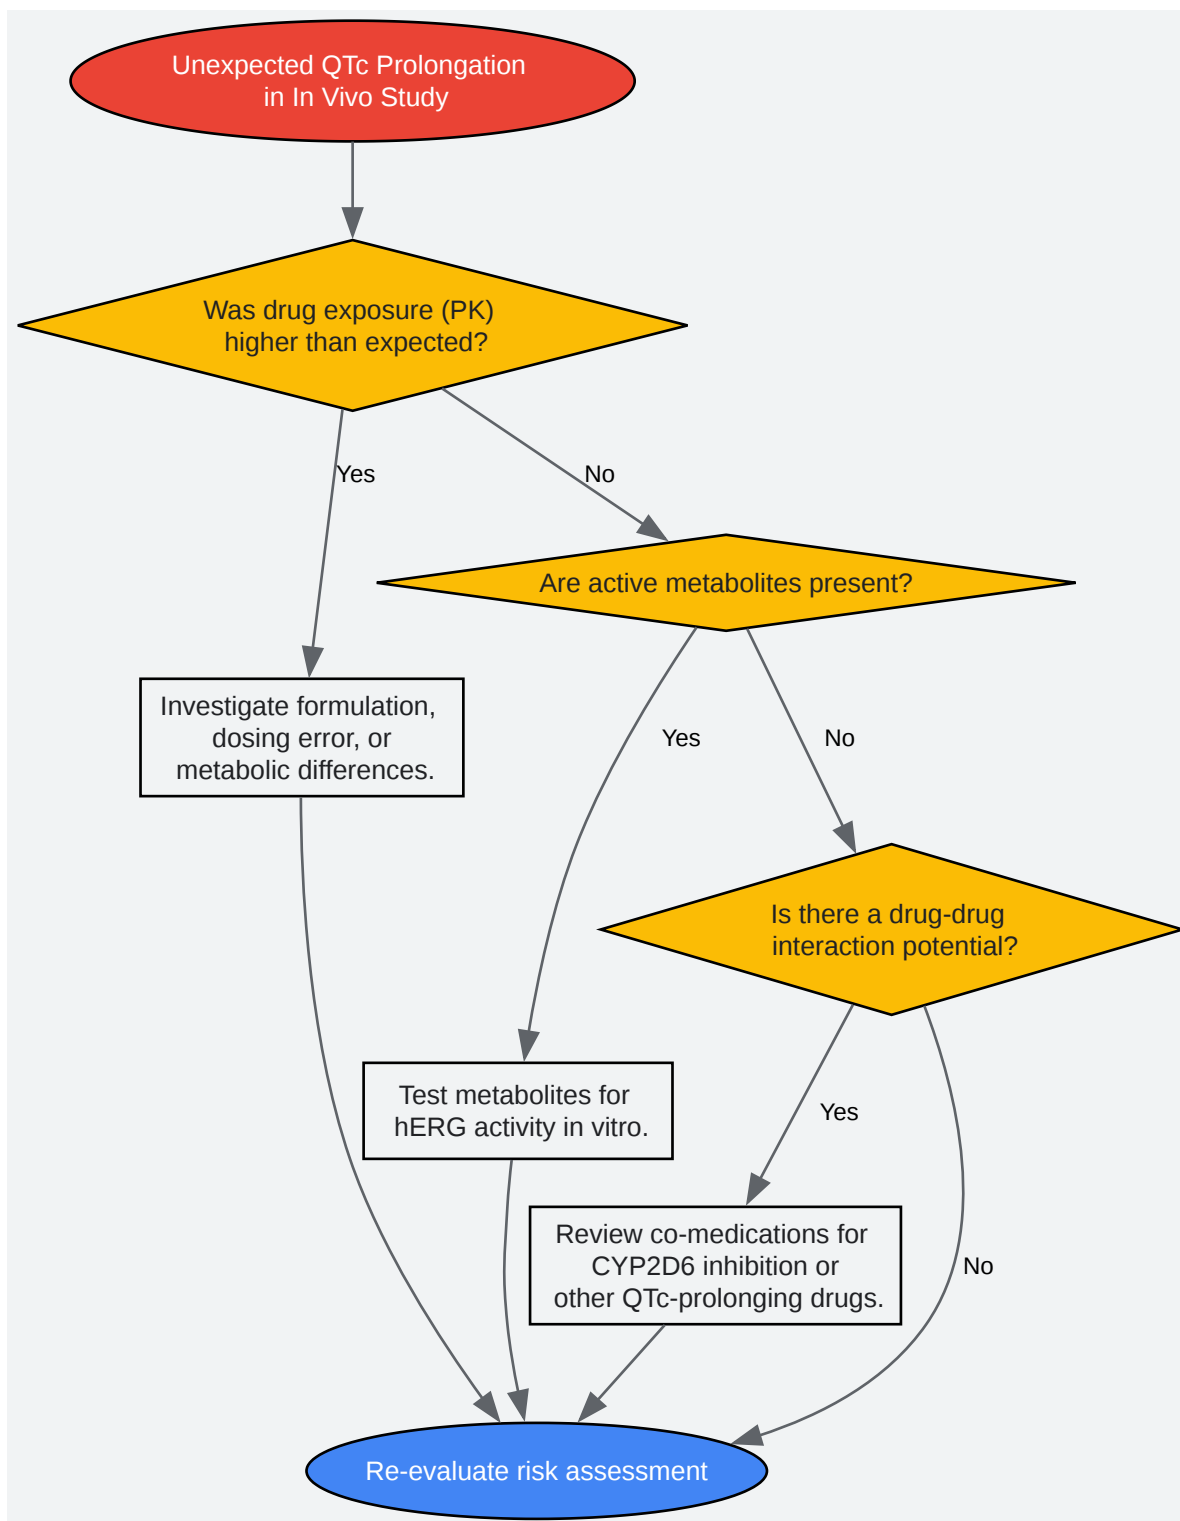 Unexpected QTc Prolongation
in In Vivo Study
Was drug exposure (PK)
higher than expected?
Yes
No
Are active metabolites present?
Investigate formulation,
dosing error, or
metabolic differences.
Yes
No
Is there a drug-drug
interaction potential?
Test metabolites for
hERG activity in vitro.
Yes
Review co-medications for
CYP2D6 inhibition or
other QTc-prolonging drugs.
No
Re-evaluate risk assessment